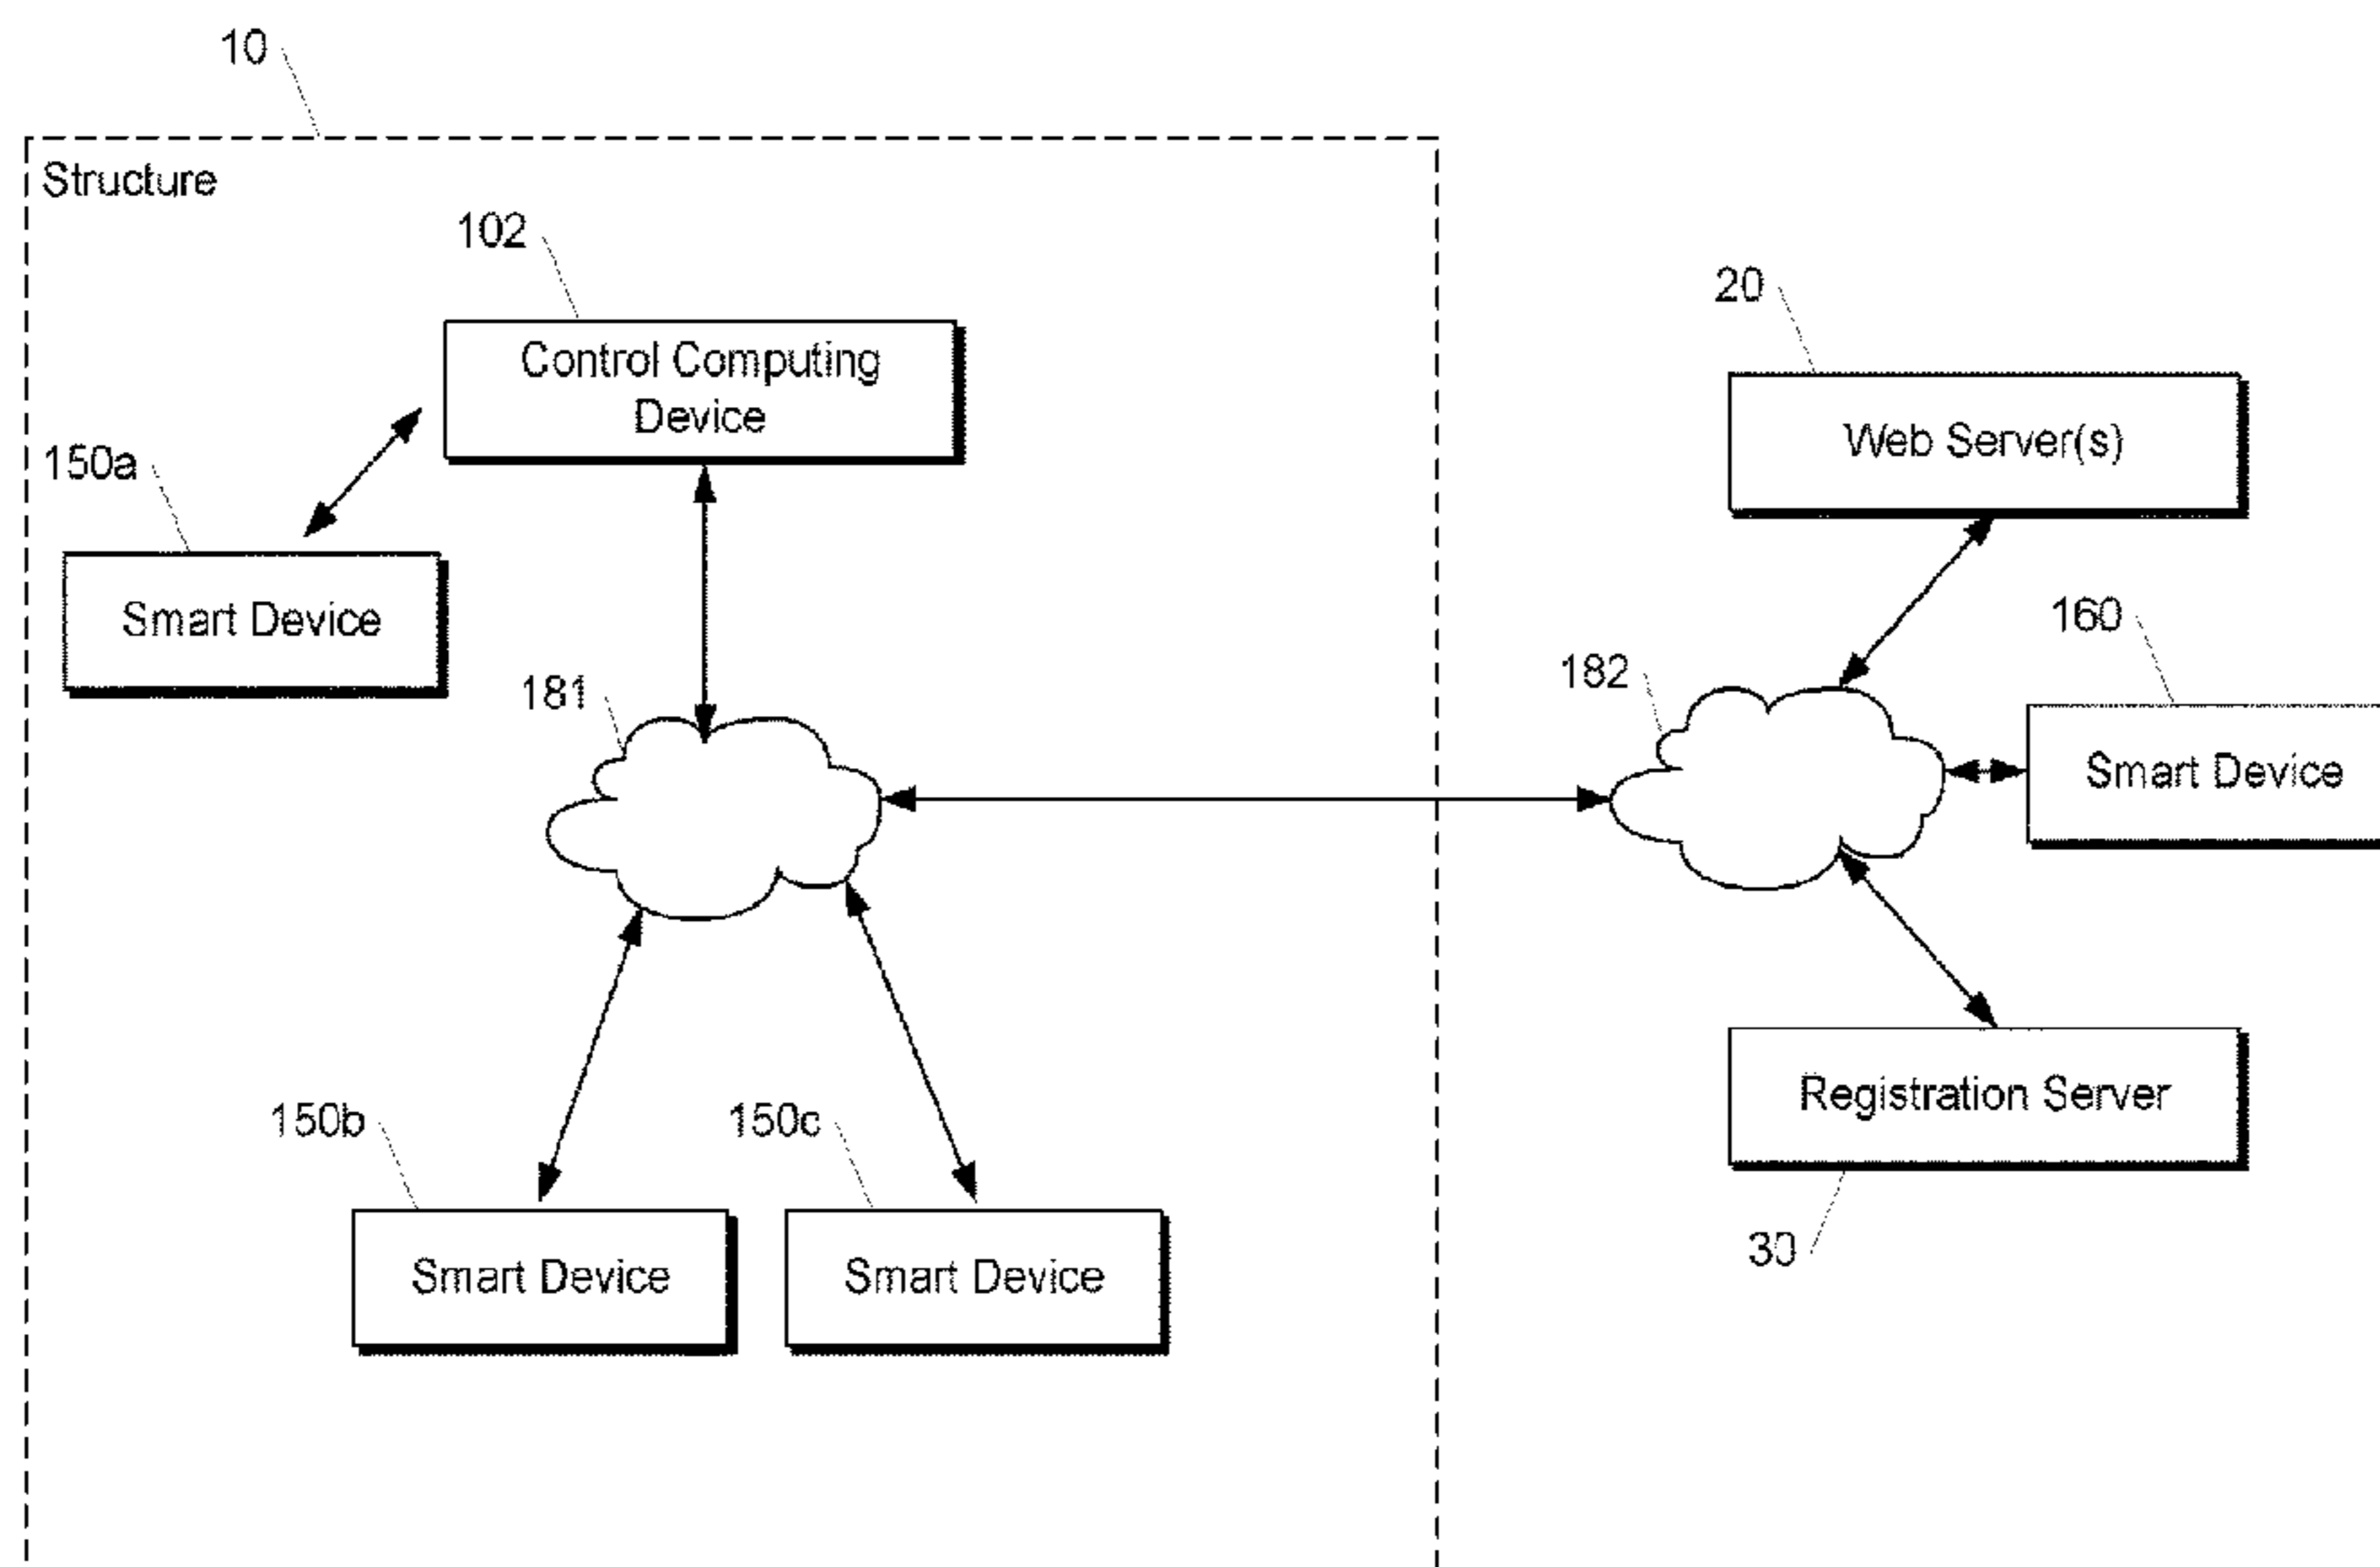 10
Structure
102
Control Computing
Device
20
Web Server(s)
150a
Smart Device
160
Smart Device
181
182
150b
150c
Registration Server
30
Smart Device
Smart Device